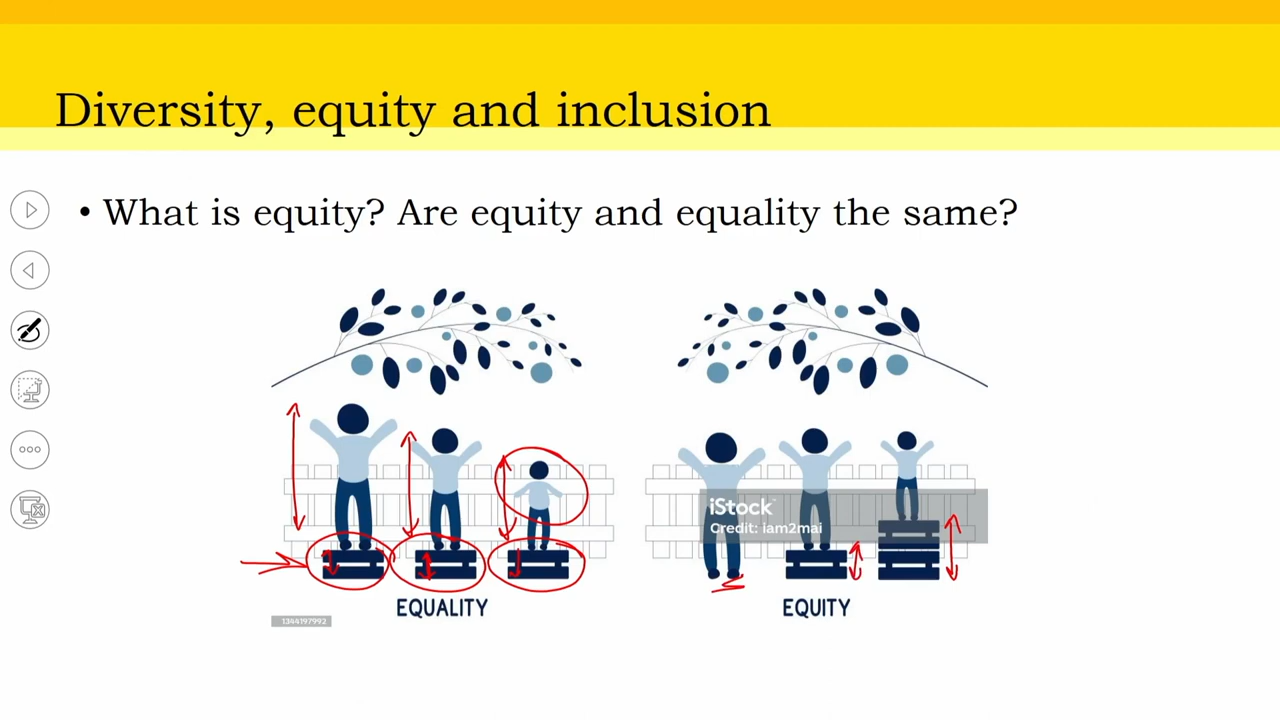 Diversity, equity and inclusion
• What is equity? Are equity and equality the same?
iStock
Credit: iam2mai
EQUALITY
EQUITY
1344197992